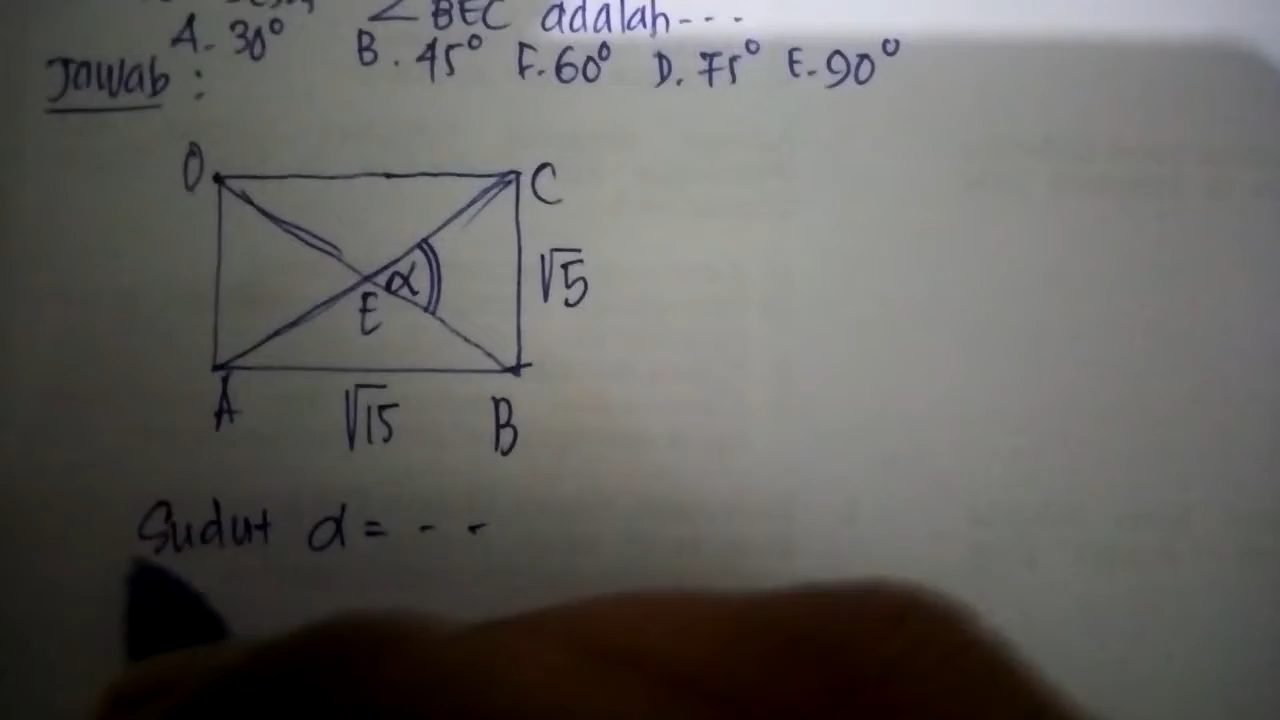 ∠ BEC adalah ---
A. 30° B. 45° F. 60° D. 75° E. 90°
Jawab :
D
C
E
α
√5
A
√15
B
Sudut α = - -